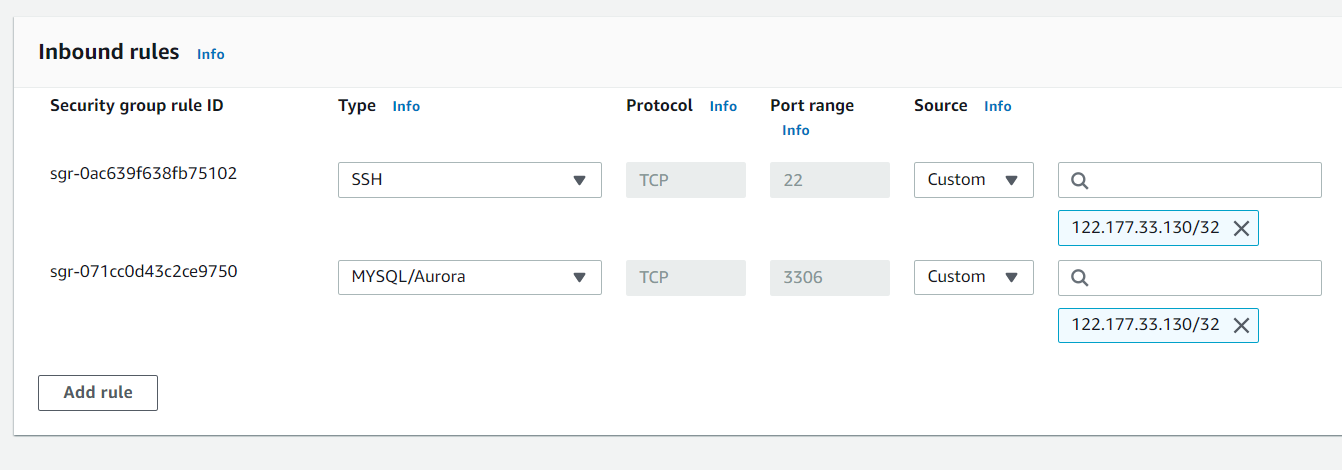 Inbound rules Info
Security group rule ID Type Info Protocol Info Port range Info Source Info
sgr-0ac639f638fb75102 SSH TCP 22 Custom
122.177.33.130/32
sgr-071cc0d43c2ce9750 MYSQL/Aurora TCP 3306 Custom
122.177.33.130/32
Add rule